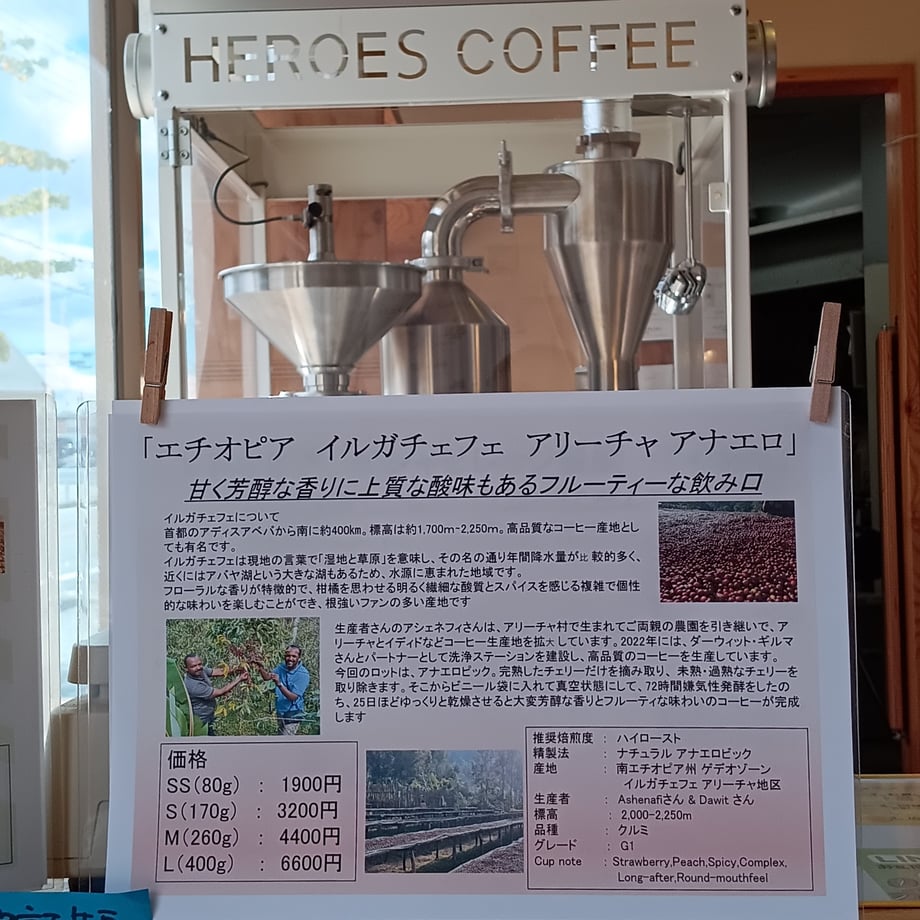 HEROES COFFEE
「エチオピア　イルガチェフェ　アリーチャ アナエロ」
甘く芳醇な香りに上質な酸味もあるフルーティーな飲み口
イルガチェフェについて
首都のアディスアベバから南に約400km。標高は約1,700m-2,250m。高品質なコーヒー産地とし
ても有名です。
イルガチェフェは現地の言葉で「湿地と草原」を意味し、その名の通り年間降水量が比較的多く、
近くにはアバヤ湖という大きな湖もあるため、水源に恵まれた地域です。
フローラルな香りが特徴的で、柑橘を思わせる明るく繊細な酸質とスパイスを感じる複雑で個性
的な味わいを楽しむことができ、根強いファンの多い産地です
生産者さんのアシェネフィさんは、アリーチャ村で生まれてご両親の農園を引き継いで、ア
リーチャとイディドなどコーヒー生産地を拡大しています。2022年には、ダーウィット・ギルマ
さんとパートナーとして洗浄ステーションを建設し、高品質のコーヒーを生産しています。
今回のロットは、アナエロビック。完熟したチェリーだけを摘み取り、未熟・過熟なチェリーを
取り除きます。そこからビニール袋に入れて真空状態にして、72時間嫌気性発酵をしたの
ち、25日ほどゆっくりと乾燥させると大変芳醇な香りとフルーティな味わいのコーヒーが完成
します
価格
SS(80g) : 1900円
S(170g) : 3200円
M(260g) : 4400円
L(400g) : 6600円
推奨焙煎度 : ハイロースト
精製法 : ナチュラル アナエロビック
産地 : 南エチオピア州 ゲデオゾーン
イルガチェフェ アリーチャ地区
生産者 : Ashenafiさん & Dawit さん
標高 : 2,000-2,250m
品種 : クルミ
グレード : G1
Cup note : Strawberry,Peach,Spicy,Complex,
Long-after,Round-mouthfeel